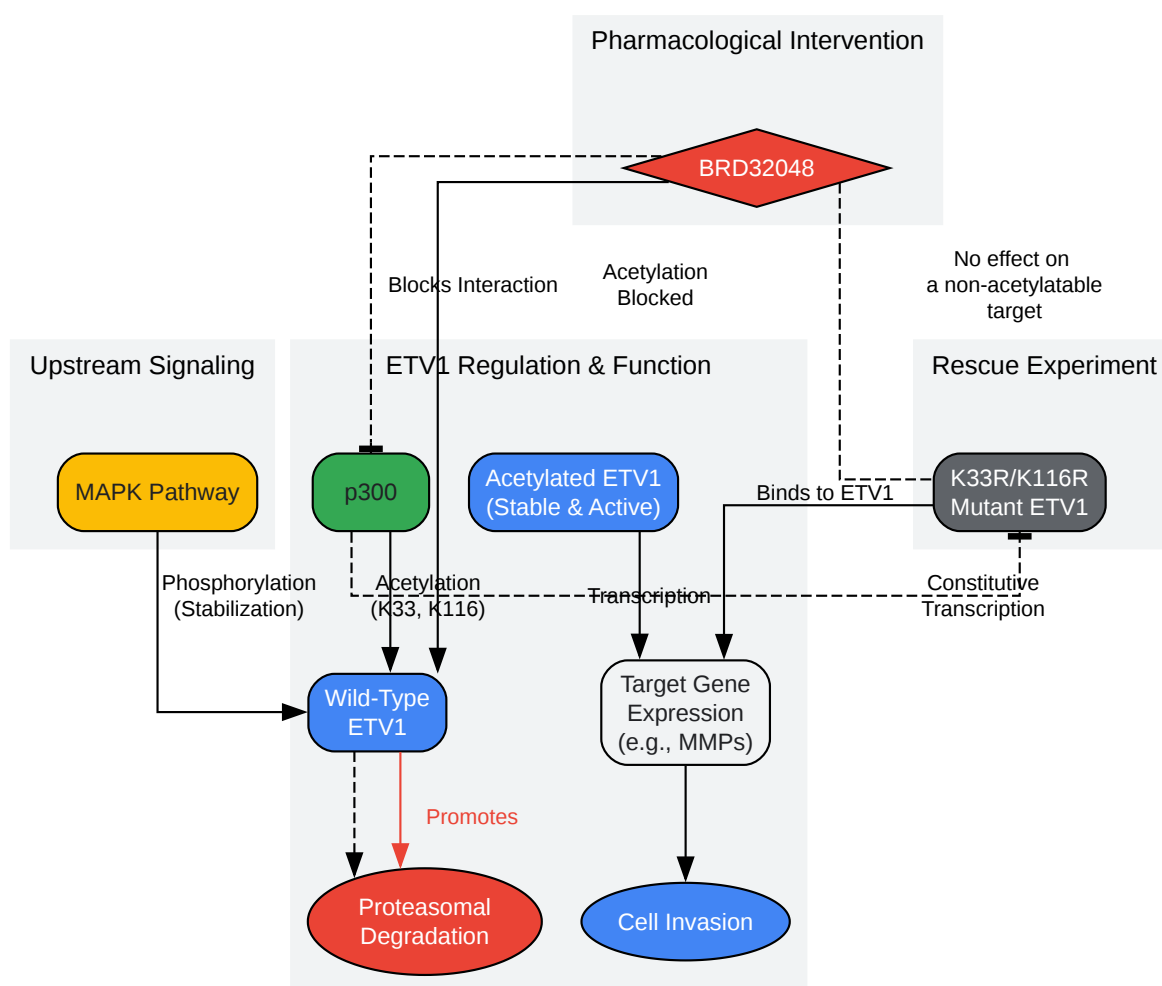 Pharmacological Intervention
BRD32048
Blocks Interaction
Acetylation
Blocked
No effect on
a non-acetylatable
target
Upstream Signaling
ETV1 Regulation & Function
Rescue Experiment
MAPK Pathway
p300
Acetylated ETV1
(Stable & Active)
Binds to ETV1
K33R/K116R
Mutant ETV1
Phosphorylation
(Stabilization)
Acetylation
(K33, K116)
Transcription
Constitutive
Transcription
Wild-Type
ETV1
Target Gene
Expression
(e.g., MMPs)
Promotes
Proteasomal
Degradation
Cell Invasion